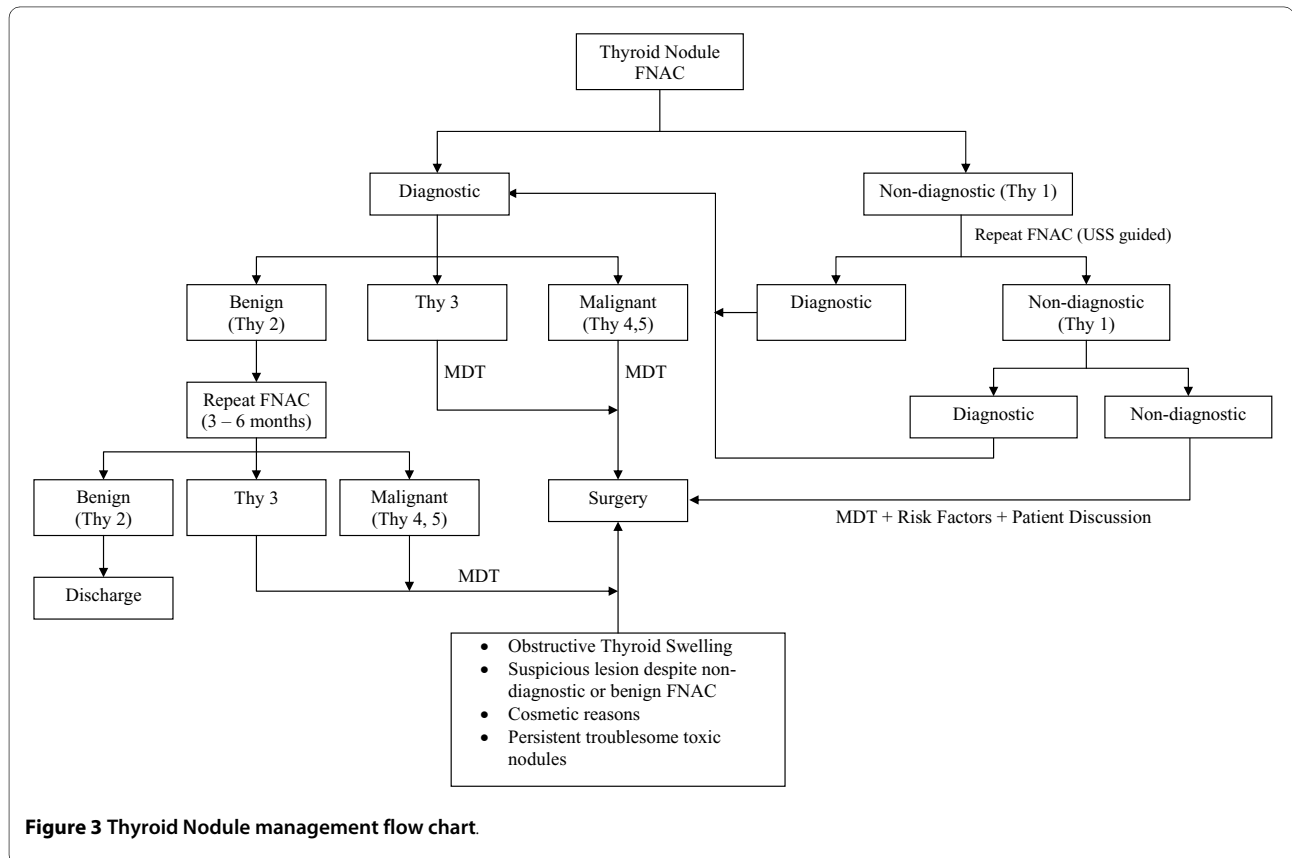 Thyroid Nodule
FNAC
Diagnostic
Non-diagnostic (Thy 1)
Repeat FNAC (USS guided)
Benign
(Thy 2)
Thy 3
Malignant
(Thy 4,5)
Diagnostic
Non-diagnostic
(Thy 1)
MDT
MDT
Repeat FNAC
(3 – 6 months)
Diagnostic
Non-diagnostic
Benign
(Thy 2)
Thy 3
Malignant
(Thy 4, 5)
Surgery
MDT + Risk Factors + Patient Discussion
MDT
Discharge
• Obstructive Thyroid Swelling
• Suspicious lesion despite non-
diagnostic or benign FNAC
• Cosmetic reasons
• Persistent troublesome toxic
nodules
Figure 3 Thyroid Nodule management flow chart.